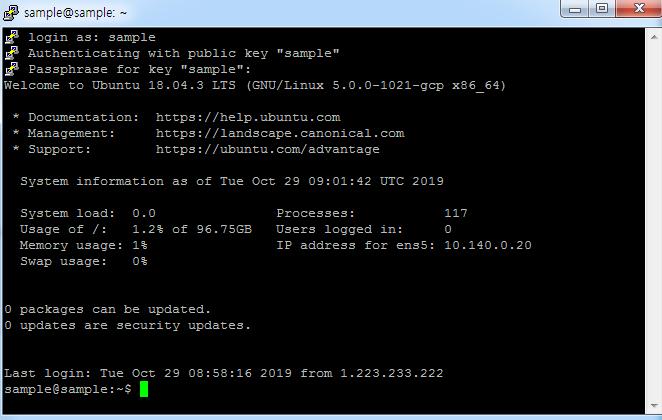 sample@sample: ~
login as: sample
Authenticating with public key "sample"
Passphrase for key "sample":
Welcome to Ubuntu 18.04.3 LTS (GNU/Linux 5.0.0-1021-gcp x86_64)
* Documentation:  https://help.ubuntu.com
* Management:     https://landscape.canonical.com
* Support:        https://ubuntu.com/advantage
System information as of Tue Oct 29 09:01:42 UTC 2019
System load:  0.0               Processes:           117
Usage of /:   1.2% of 96.75GB   Users logged in:     0
Memory usage: 1%                IP address for ens5: 10.140.0.20
Swap usage:   0%
0 packages can be updated.
0 updates are security updates.
Last login: Tue Oct 29 08:58:16 2019 from 1.223.233.222
sample@sample:~$